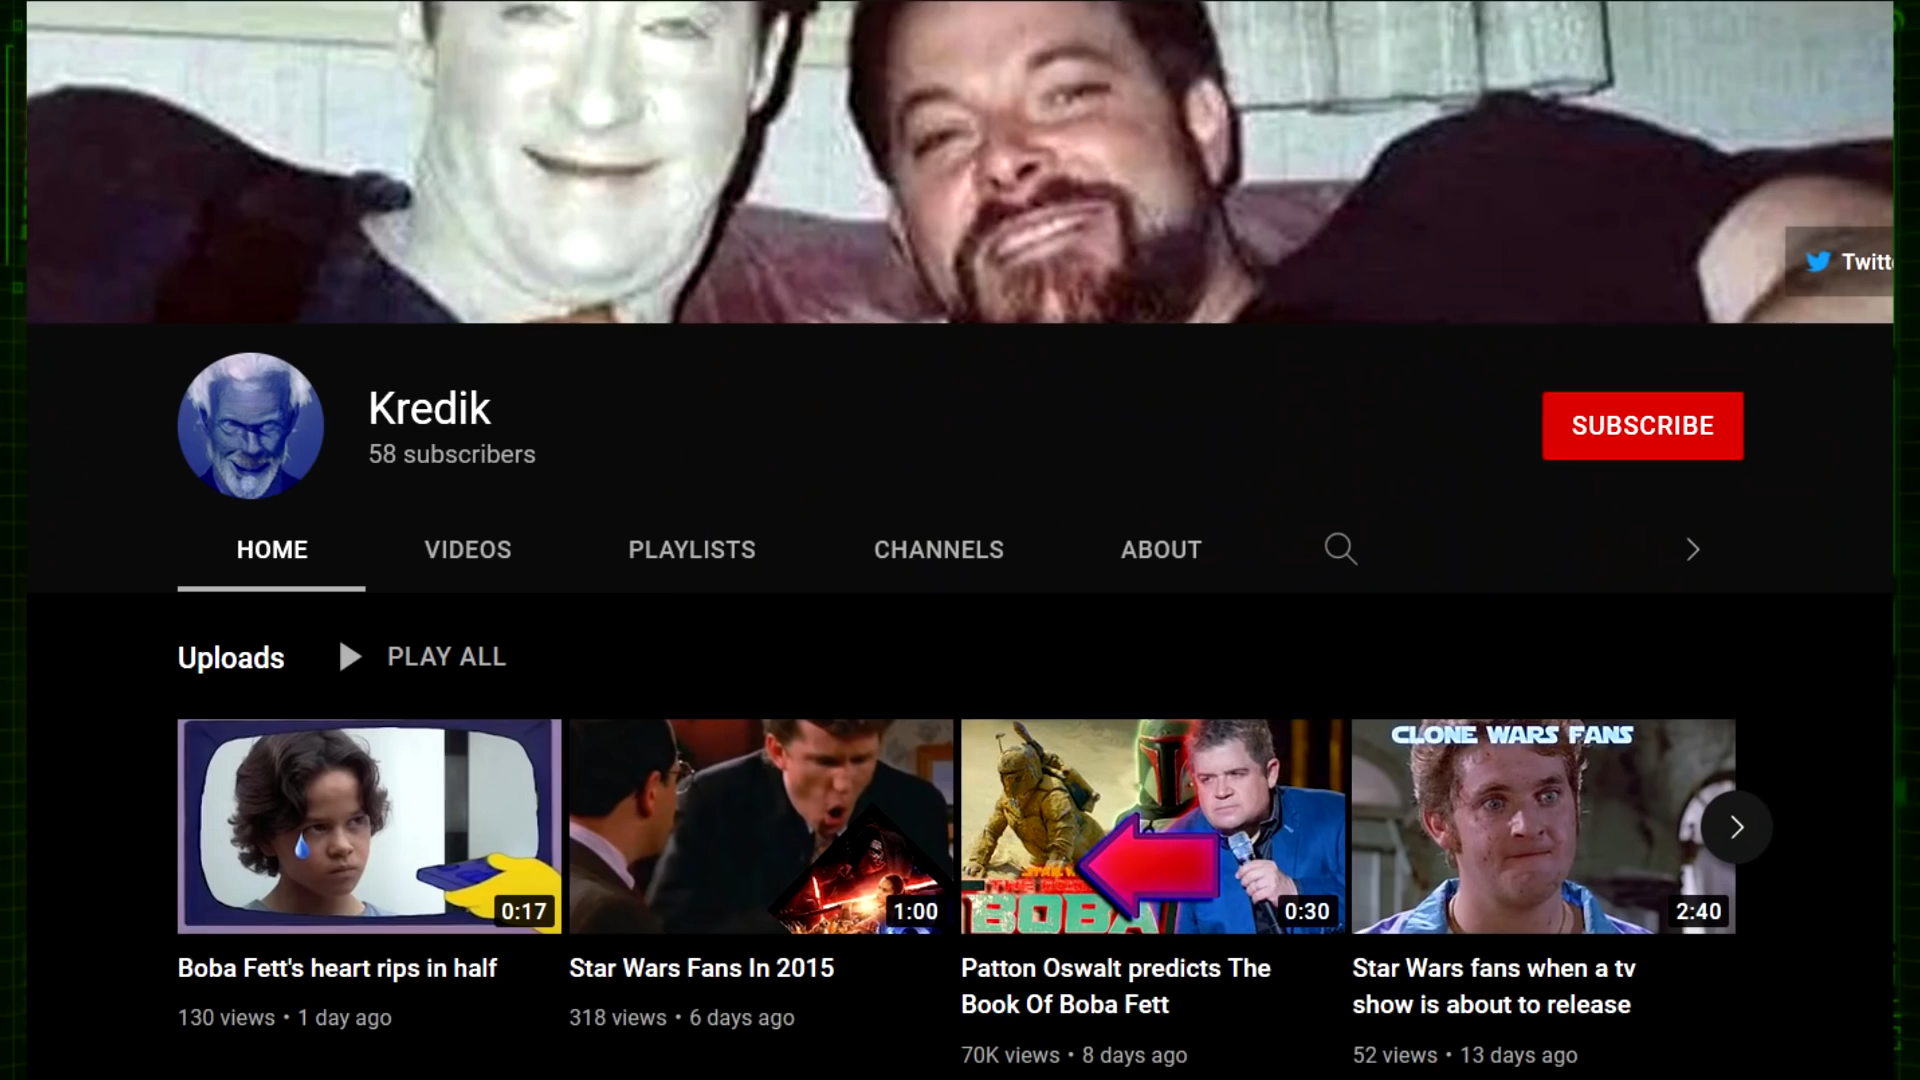 Twitt
Kredik
58 subscribers
SUBSCRIBE
HOME
VIDEOS
PLAYLISTS
CHANNELS
ABOUT
Uploads
PLAY ALL
0:17
1:00
THE BOOK
BOBA
0:30
CLONE WARS FANS
2:40
Boba Fett's heart rips in half
130 views • 1 day ago
Star Wars Fans In 2015
318 views • 6 days ago
Patton Oswalt predicts The
Book Of Boba Fett
70K views • 8 days ago
Star Wars fans when a tv
show is about to release
52 views • 13 days ago